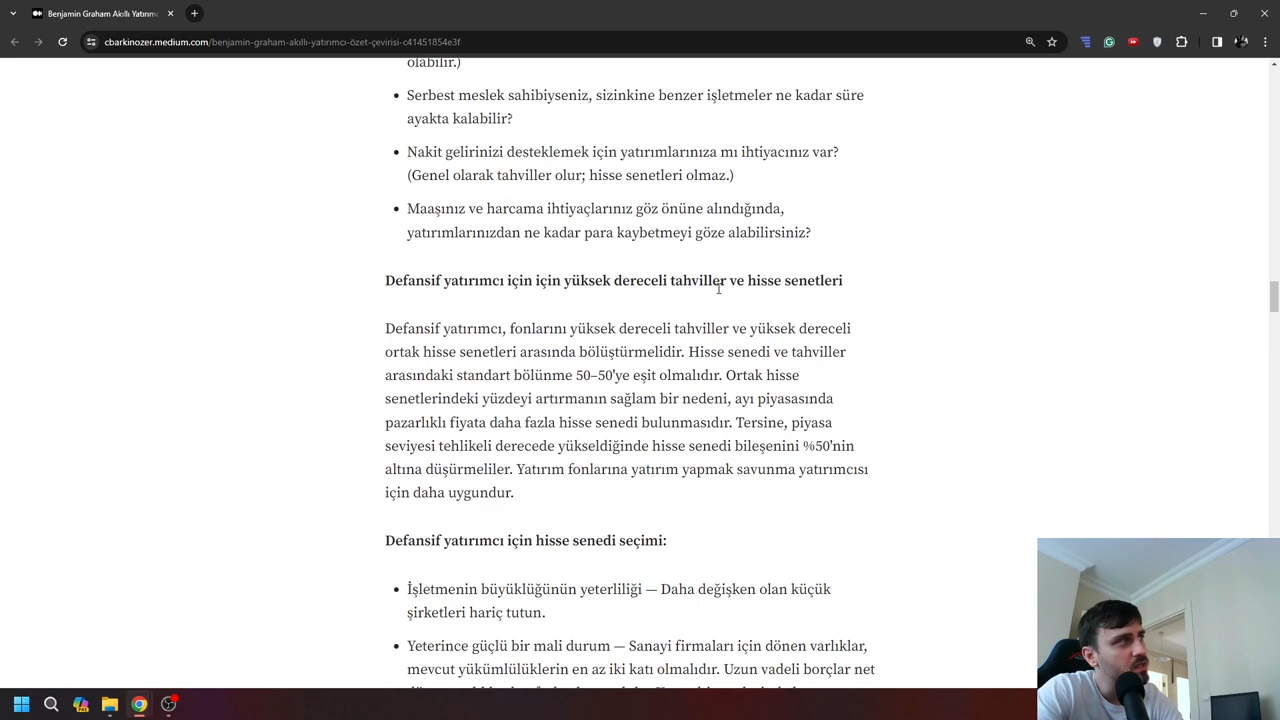 Benjamin Graham Akıllı Yatırımc
cbarkinozer.medium.com/benjamin-graham-akıllı-yatırımcı-özet-çevirisi-c41451854e3f
olabilir.)
Serbest meslek sahibiyseniz, sizinkine benzer işletmeler ne kadar süre
ayakta kalabilir?
Nakit gelirinizi desteklemek için yatırımlarınıza mı ihtiyacınız var?
(Genel olarak tahviller olur; hisse senetleri olmaz.)
Maaşınız ve harcama ihtiyaçlarınız göz önüne alındığında,
yatırımlarınızdan ne kadar para kaybetmeyi göze alabilirsiniz?
Defansif yatırımcı için için yüksek dereceli tahviller ve hisse senetleri
Defansif yatırımcı, fonlarını yüksek dereceli tahviller ve yüksek dereceli
ortak hisse senetleri arasında bölüştürmelidir. Hisse senedi ve tahviller
arasındaki standart bölünme 50–50'ye eşit olmalıdır. Ortak hisse
senetlerindeki yüzdeyi artırmanın sağlam bir nedeni, ayı piyasasında
pazarlıklı fiyata daha fazla hisse senedi bulunmasıdır. Tersine, piyasa
seviyesi tehlikeli derecede yükseldiğinde hisse senedi bileşenini %50'nin
altına düşürmeliler. Yatırım fonlarına yatırım yapmak savunma yatırımcısı
için daha uygundur.
Defansif yatırımcı için hisse senedi seçimi:
İşletmenin büyüklüğünün yeterliliği — Daha değişken olan küçük
şirketleri hariç tutun.
Yeterince güçlü bir mali durum — Sanayi firmaları için dönen varlıklar,
mevcut yükümlülüklerin en az iki katı olmalıdır. Uzun vadeli borçlar net